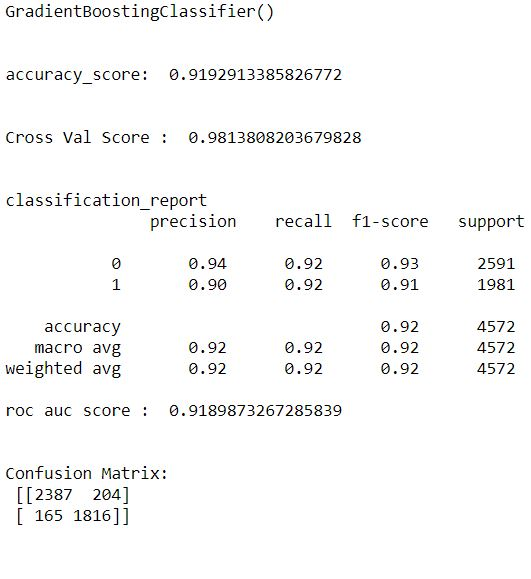 GradientBoostingClassifier()
accuracy_score:  0.9192913385826772
Cross Val Score :  0.9813808203679828
classification_report
              precision    recall  f1-score   support
           0       0.94      0.92      0.93      2591
           1       0.90      0.92      0.91      1981
    accuracy                           0.92      4572
   macro avg       0.92      0.92      0.92      4572
weighted avg       0.92      0.92      0.92      4572
roc auc score :  0.9189873267285839
Confusion Matrix:
 [[2387  204]
 [ 165 1816]]